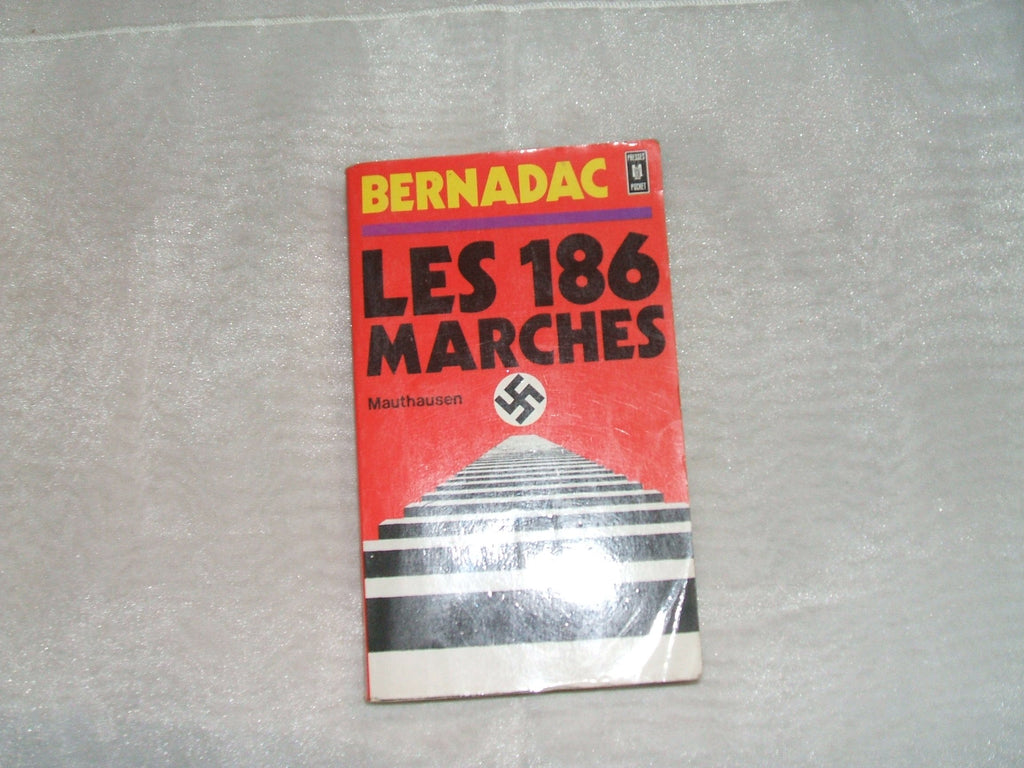 BERNADAC
PRESSES
POCKET
LES 186
MARCHES
Mauthausen